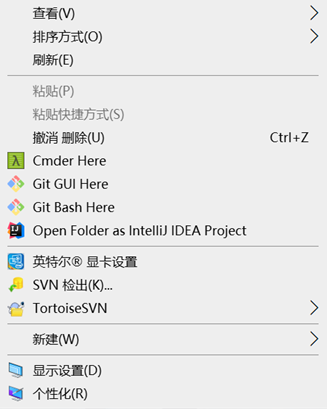 查看(V)
排序方式(O)
刷新(E)
粘贴(P)
粘贴快捷方式(S)
撤消 删除(U) Ctrl+Z
Cmder Here
Git GUI Here
Git Bash Here
Open Folder as IntelliJ IDEA Project
英特尔® 显卡设置
SVN 检出(K)...
TortoiseSVN
新建(W)
显示设置(D)
个性化(R)